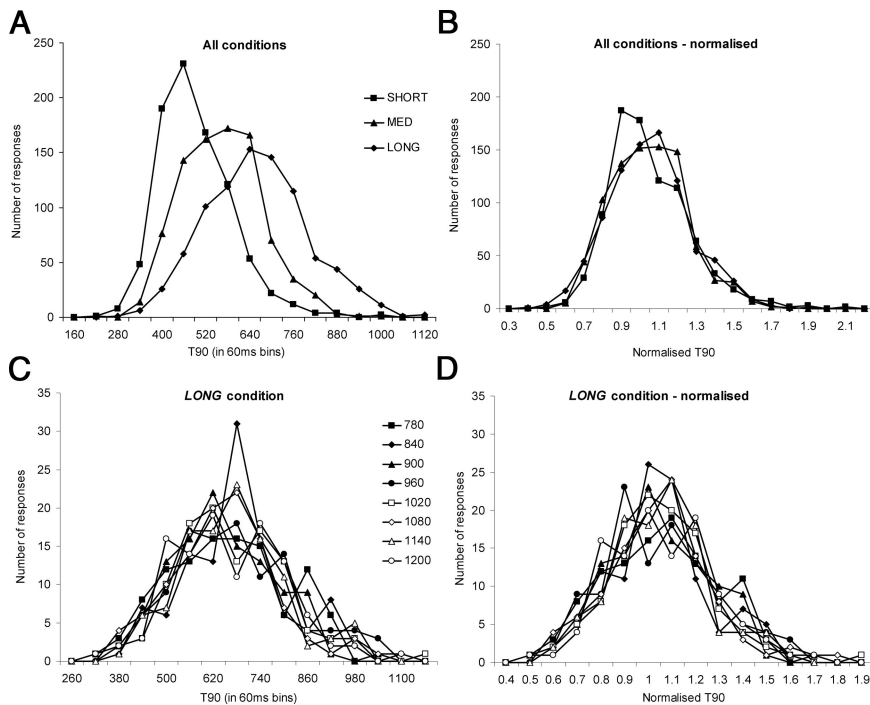 A
All conditions
250
200
150
100
50
0
Number of responses
160 280 400 520 640 760 880 1000 1120
T90 (in 60ms bins)
SHORT
MED
LONG
B
All conditions - normalised
250
200
150
100
50
0
Number of responses
0.3 0.5 0.7 0.9 1.1 1.3 1.5 1.7 1.9 2.1
Normalised T90
C
LONG condition
35
30
25
20
15
10
5
0
Number of responses
260 380 500 620 740 860 980 1100
T90 (in 60ms bins)
780
840
900
960
1020
1080
1140
1200
D
LONG condition - normalised
35
30
25
20
15
10
5
0
Number of responses
0.4 0.5 0.6 0.7 0.8 0.9 1 1.1 1.2 1.3 1.4 1.5 1.6 1.7 1.8 1.9
Normalised T90